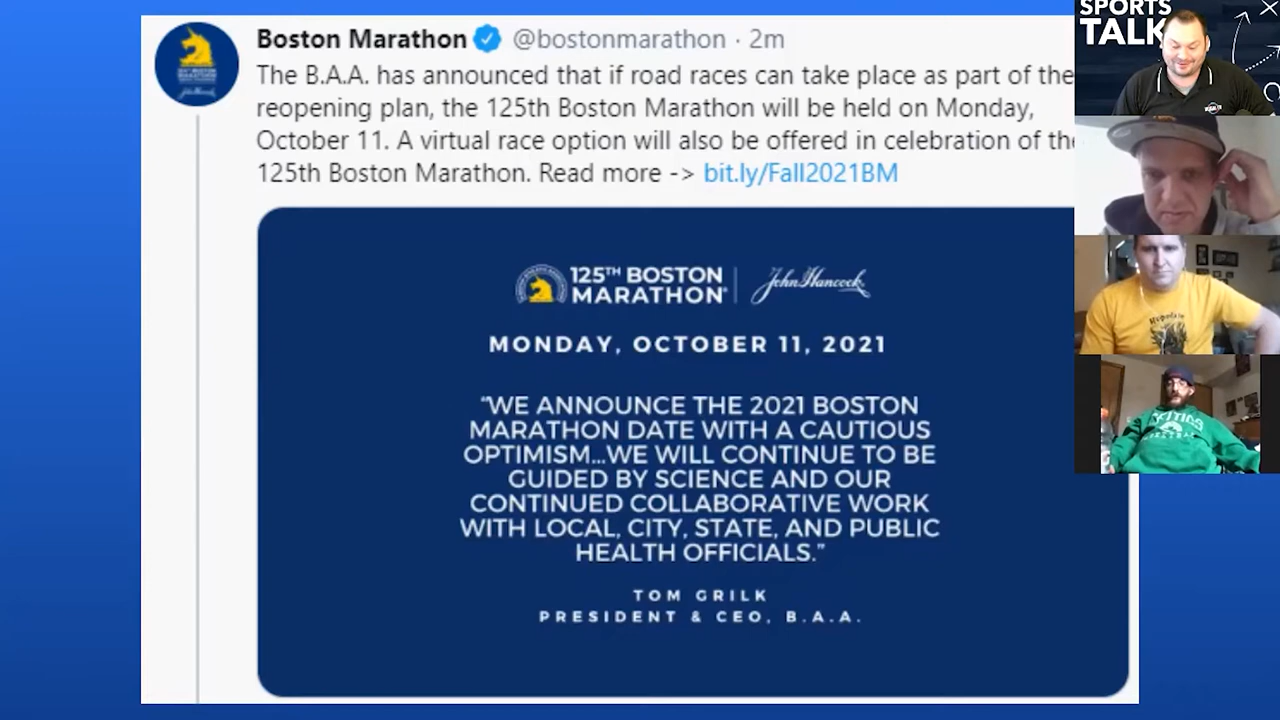 Boston Marathon @bostonmarathon · 2m
The B.A.A. has announced that if road races can take place as part of the
reopening plan, the 125th Boston Marathon will be held on Monday,
October 11. A virtual race option will also be offered in celebration of the
125th Boston Marathon. Read more -> bit.ly/Fall2021BM
125TH BOSTON
MARATHON
John Hancock
MONDAY, OCTOBER 11, 2021
“WE ANNOUNCE THE 2021 BOSTON
MARATHON DATE WITH A CAUTIOUS
OPTIMISM...WE WILL CONTINUE TO BE
GUIDED BY SCIENCE AND OUR
CONTINUED COLLABORATIVE WORK
WITH LOCAL, CITY, STATE, AND PUBLIC
HEALTH OFFICIALS.”
TOM GRILK
PRESIDENT & CEO, B.A.A.
SPORTS
TALK